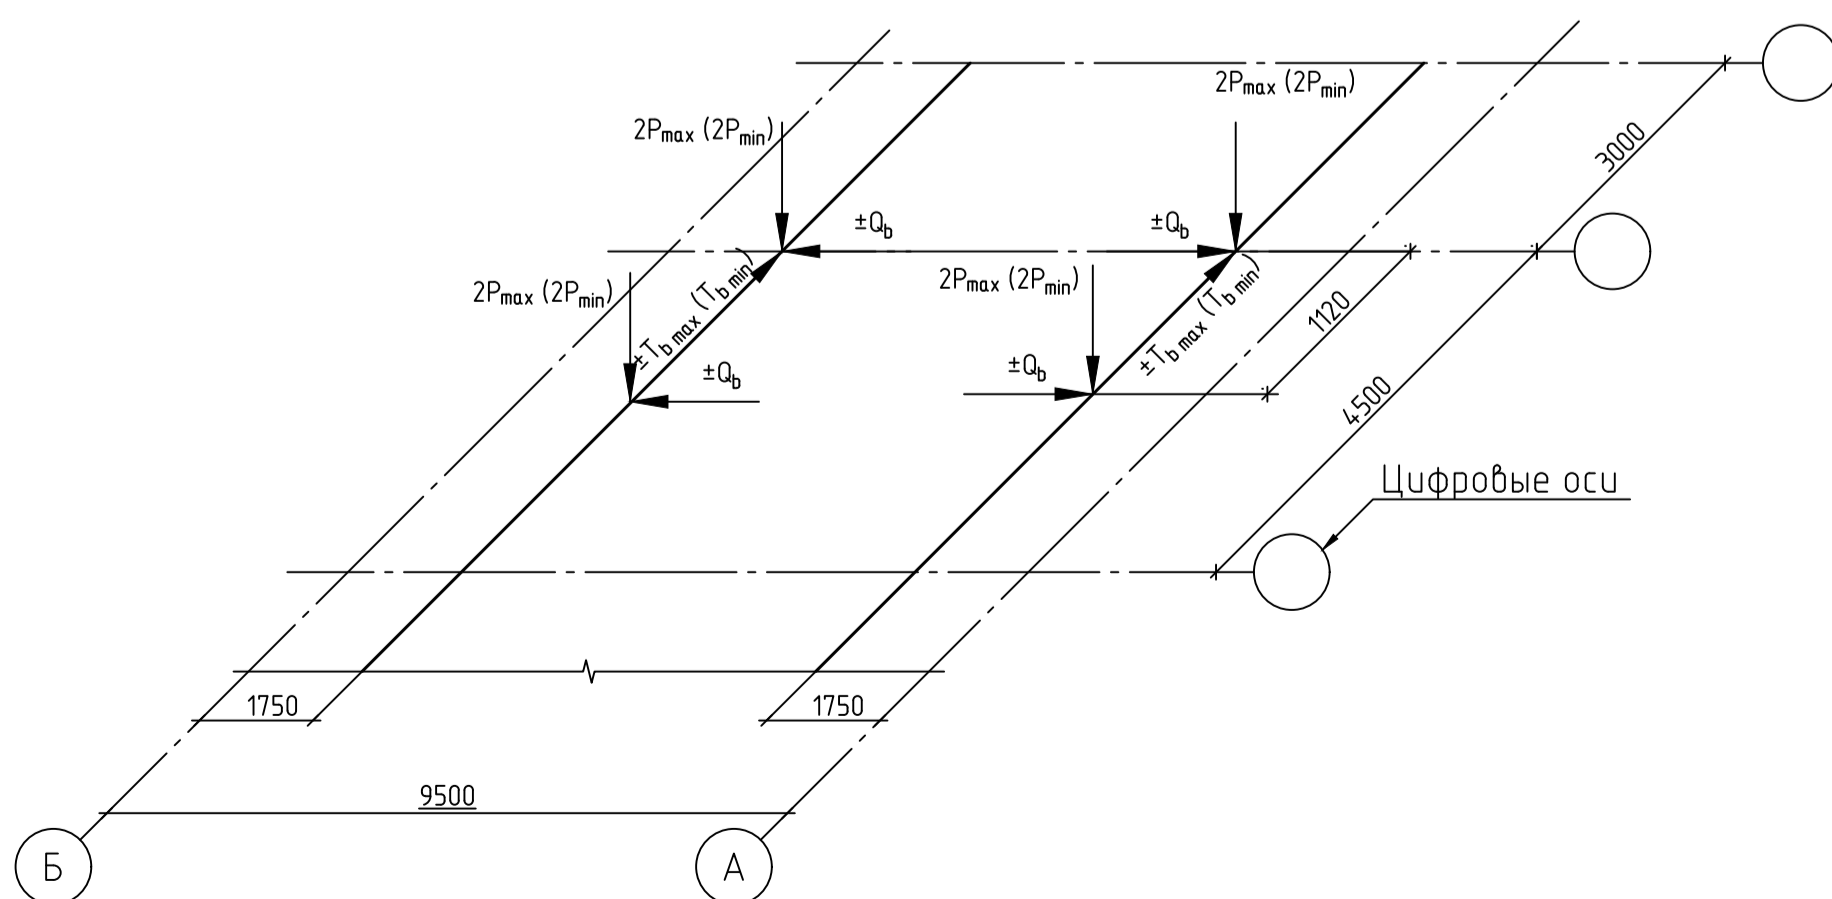 2Pmax (2Pmin)
2Pmax (2Pmin)
3000
±Qb
±Qb
2Pmax (2Pmin)
2Pmax (2Pmin)
±Tb max (Tb min)
±Tb max (Tb min)
1120
±Qb
±Qb
4500
Цифровые оси
1750
1750
9500
Б
А